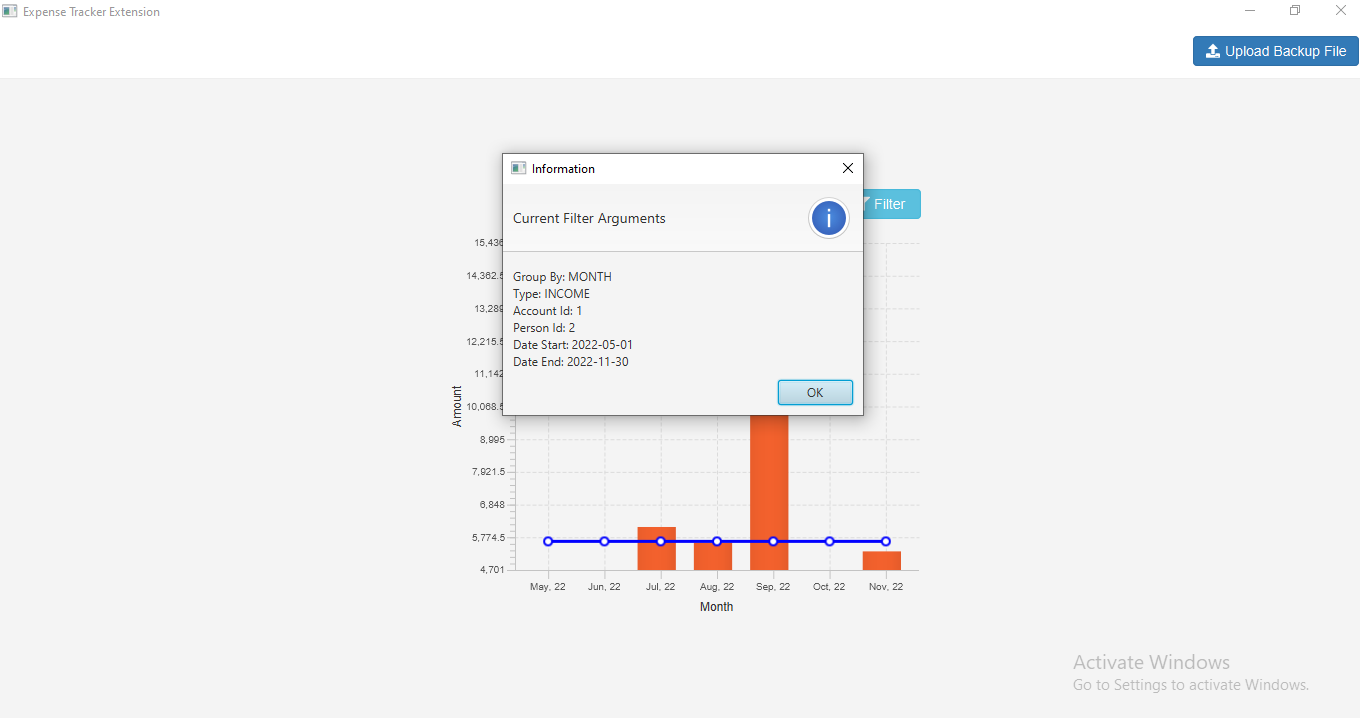 Expense Tracker Extension
Upload Backup File
Information
Current Filter Arguments
Filter
Group By: MONTH
Type: INCOME
Account Id: 1
Person Id: 2
Date Start: 2022-05-01
Date End: 2022-11-30
OK
15,436
14,362.5
13,289
12,215.5
11,142
10,068.5
8,995
7,921.5
6,848
5,774.5
4,701
Amount
May, 22 Jun, 22 Jul, 22 Aug, 22 Sep, 22 Oct, 22 Nov, 22
Month
Activate Windows
Go to Settings to activate Windows.